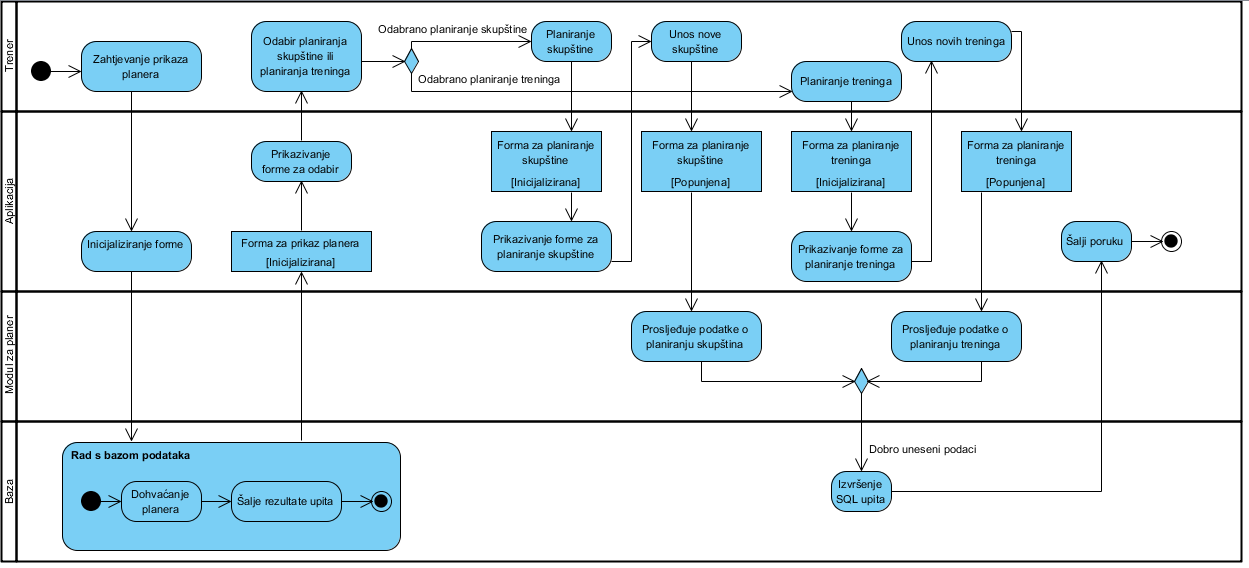 Trener
Zahtjevanje prikaza
planera
Odabir planiranja
skupštine ili
planiranja treninga
Odabrano planiranje skupštine
Odabrano planiranje treninga
Planiranje
skupštine
Unos nove
skupštine
Planiranje treninga
Unos novih treninga
Aplikacija
Inicijaliziranje forme
Prikazivanje
forme za odabir
Forma za prikaz planera
[Inicijalizirana]
Forma za planiranje
skupštine
[Inicijalizirana]
Prikazivanje forme za
planiranje skupštine
Forma za planiranje
skupštine
[Popunjena]
Forma za planiranje
treninga
[Inicijalizirana]
Prikazivanje forme za
planiranje treninga
Forma za planiranje
treninga
[Popunjena]
Šalji poruku
Modul za planer
Prosljeđuje podatke o
planiranju skupština
Prosljeđuje podatke o
planiranju treninga
Baza
Rad s bazom podataka
Dohvaćanje
planera
Šalje rezultate upita
Dobro uneseni podaci
Izvršenje
SQL upita